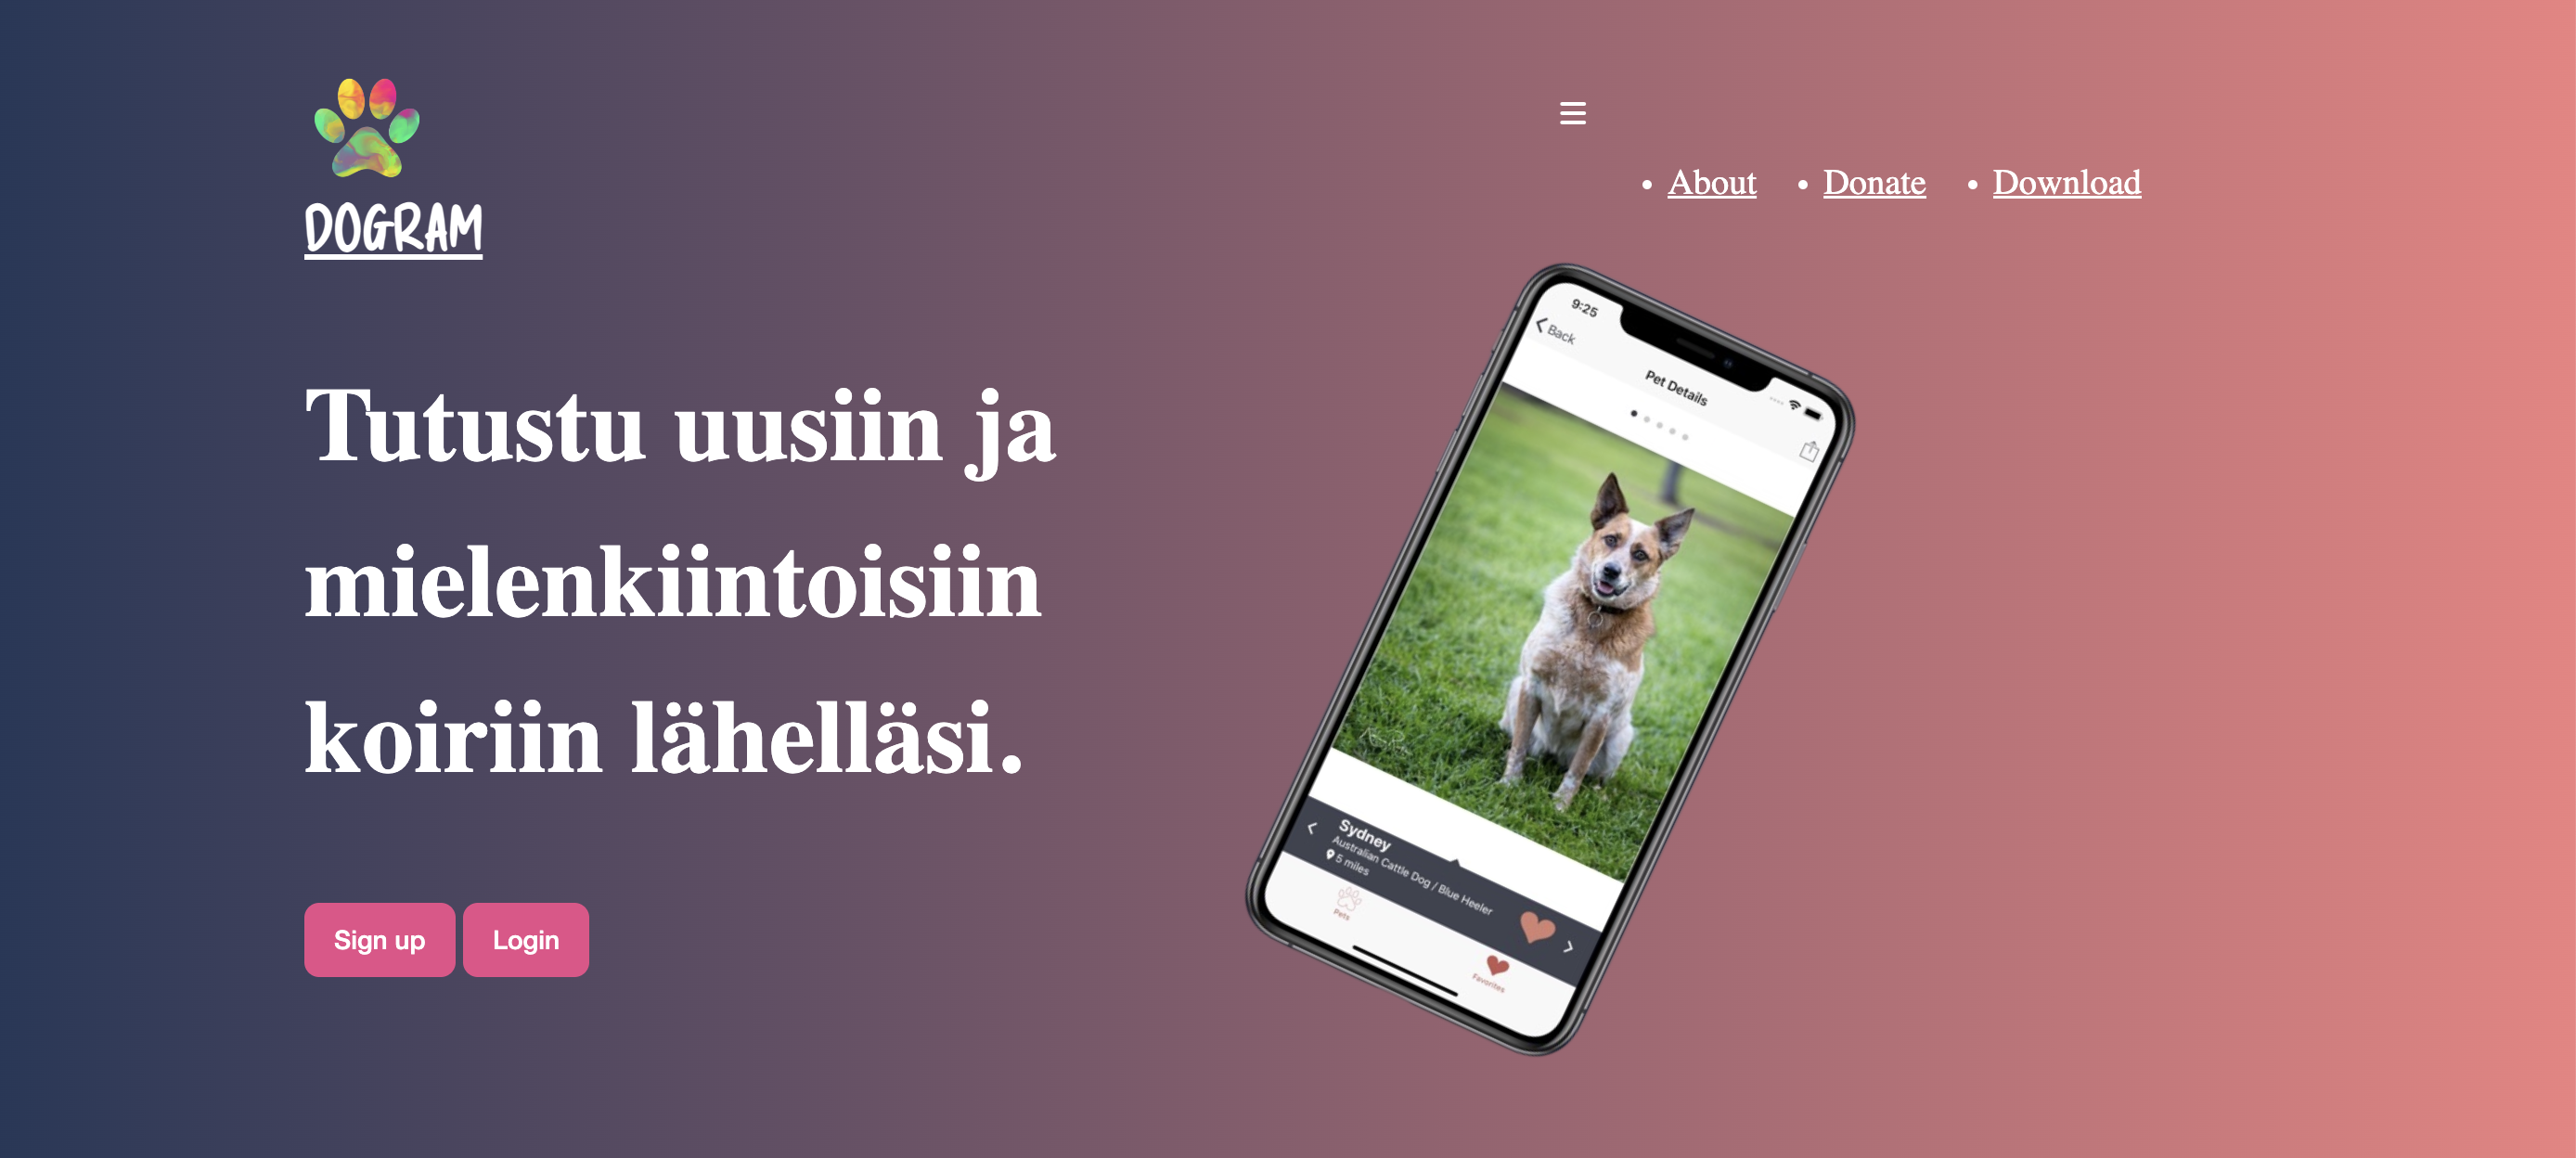 DOGRAM
About
Donate
Download
Tutustu uusiin ja
mielenkiintoisiin
koiriin lähelläsi.
Sign up
Login
9:25
Back
Pet Details
Sydney
Australian Cattle Dog / Blue Heeler
5 miles
Pets
Favorites